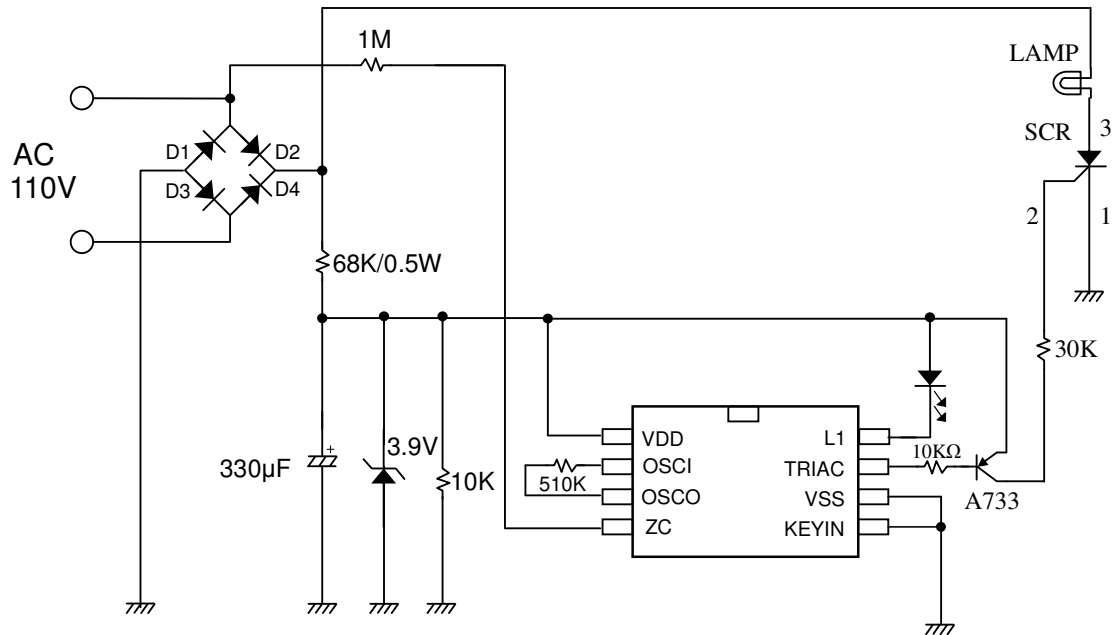 1M
LAMP
SCR
3
AC
110V
D1
D2
D3
D4
2
1
68K/0.5W
30K
330µF
+
3.9V
10K
VDD
L1
OSCI
TRIAC
10KΩ
510K
OSCO
VSS
A733
ZC
KEYIN